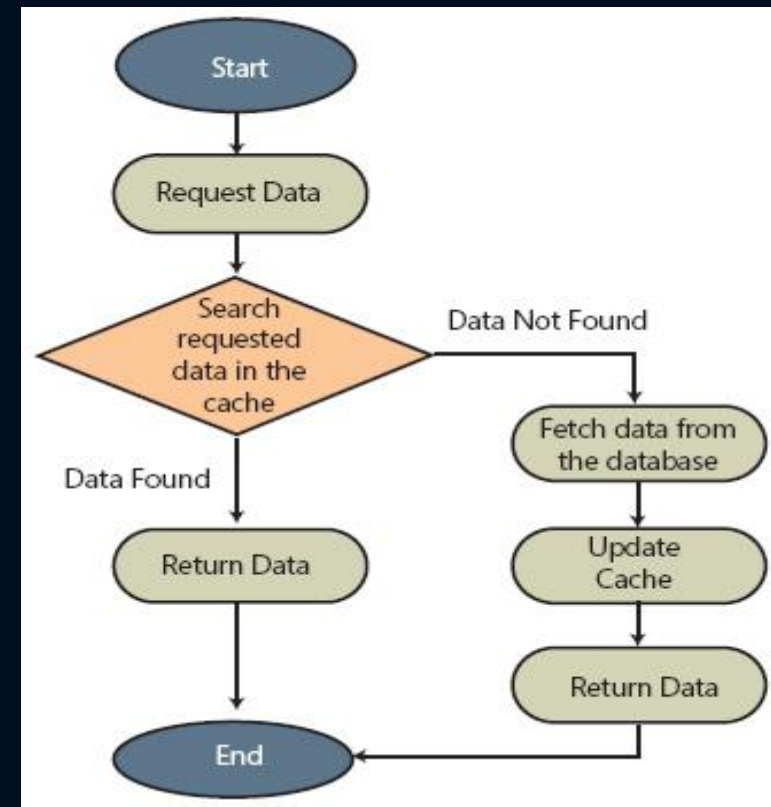 Start
Request Data
Search
requested
data in the
cache
Data Not Found
Fetch data from
the database
Data Found
Return Data
Update
Cache
Return Data
End